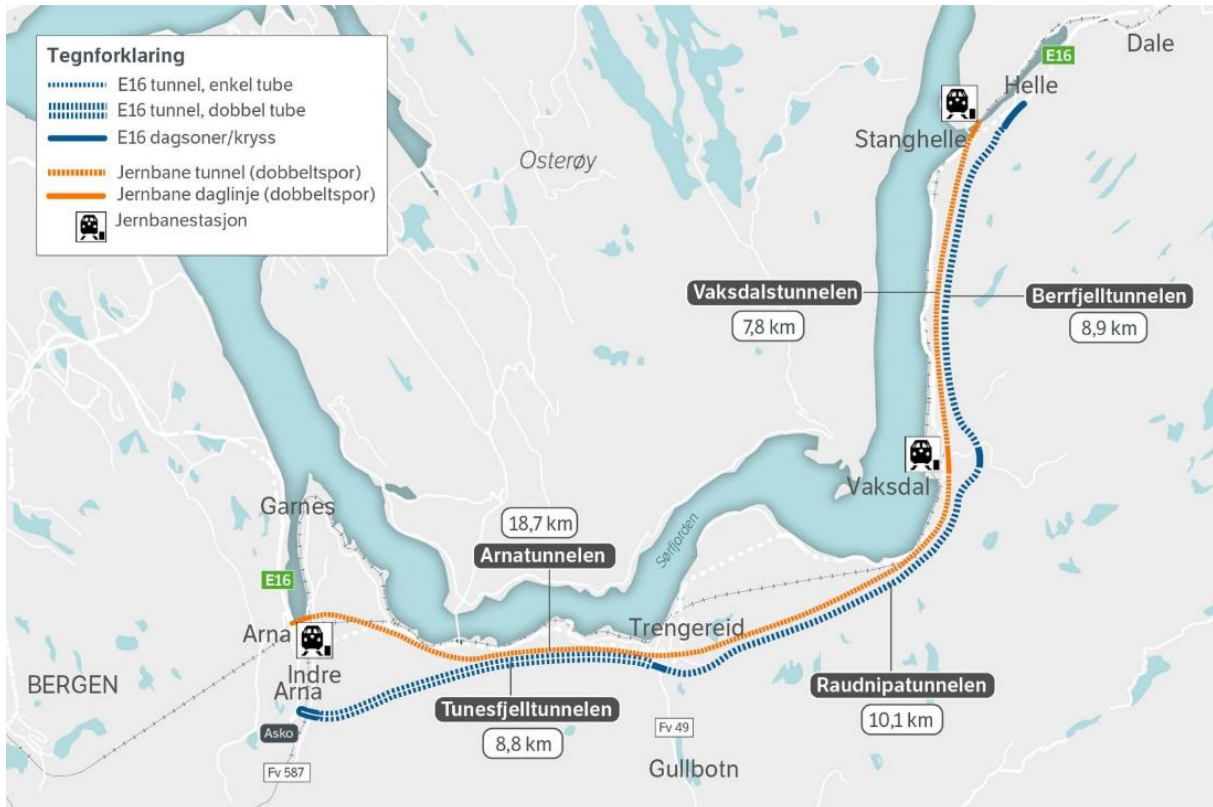 Tegnforklaring
E16 tunnel, enkel tube
E16 tunnel, dobbel tube
E16 dagsoner/kryss
Jernbane tunnel (dobbeltspor)
Jernbane daglinje (dobbeltspor)
Jernbanestasjon
Dale
E16
Helle
Stanghelle
Osterøy
Vaksdalstunnelen
7,8 km
Berrfjelltunnelen
8,9 km
Vaksdal
Garnes
18,7 km
Arnatunnelen
Sørfjorden
E16
Arna
Trengereid
Indre
Arna
BERGEN
Raudnipatunnelen
10,1 km
Tunesfjelltunnelen
8,8 km
Asko
Fv 49
Fv 587
Gullbotn